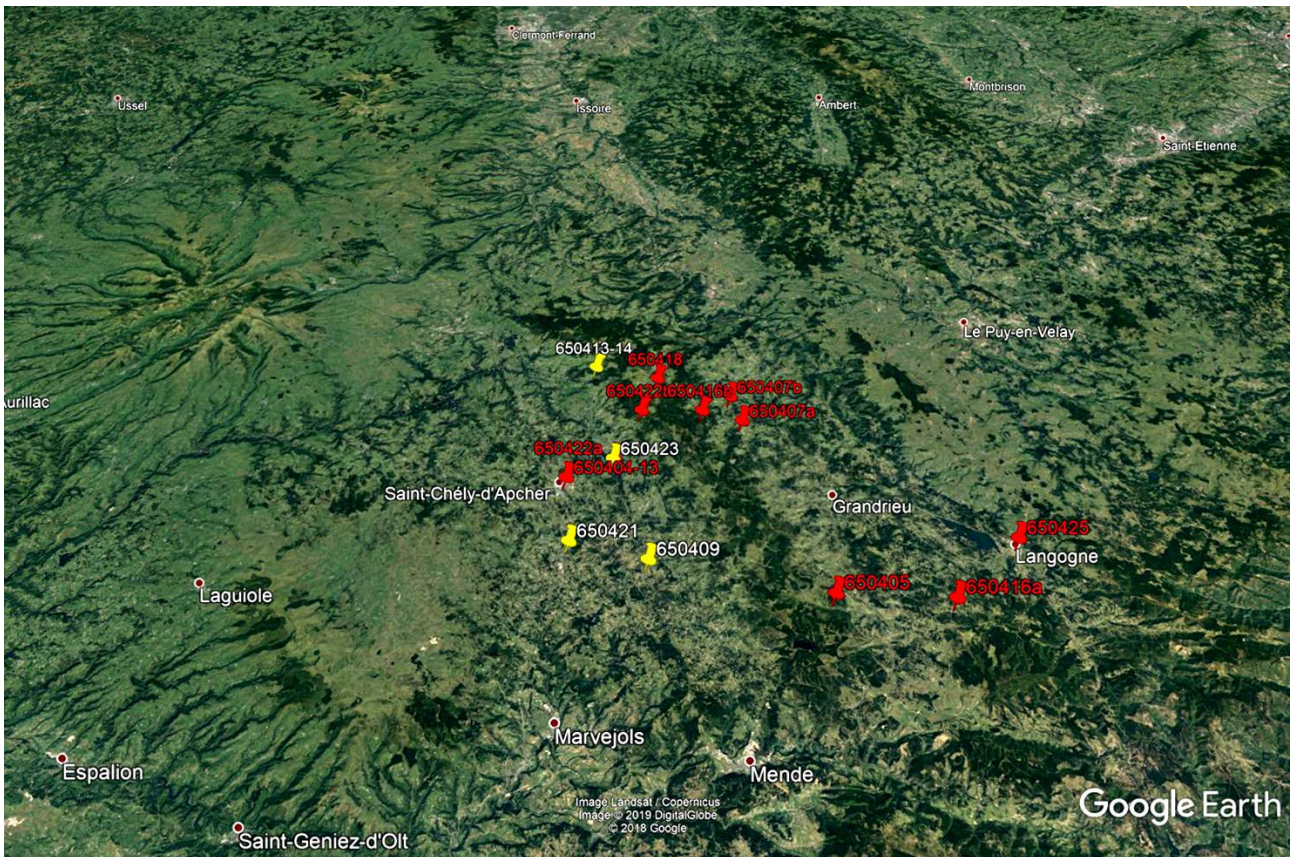 Clermont-Ferrand
Montbrison
Ussel
Issoire
Ambert
Saint-Etienne
Le Puy-en-Velay
650413-14
650418
650407b
650422b
650416b
Aurillac
650407a
650422a
650423
650404-13
Saint-Chély-d'Apcher
Grandrieu
650421
650409
650425
Langogne
Laguiole
650405
650416a
Marvejols
Espalion
Mende
Image Landsat / Copernicus
Image © 2019 DigitalGlobe
© 2018 Google
Google Earth
Saint-Geniez-d'Olt